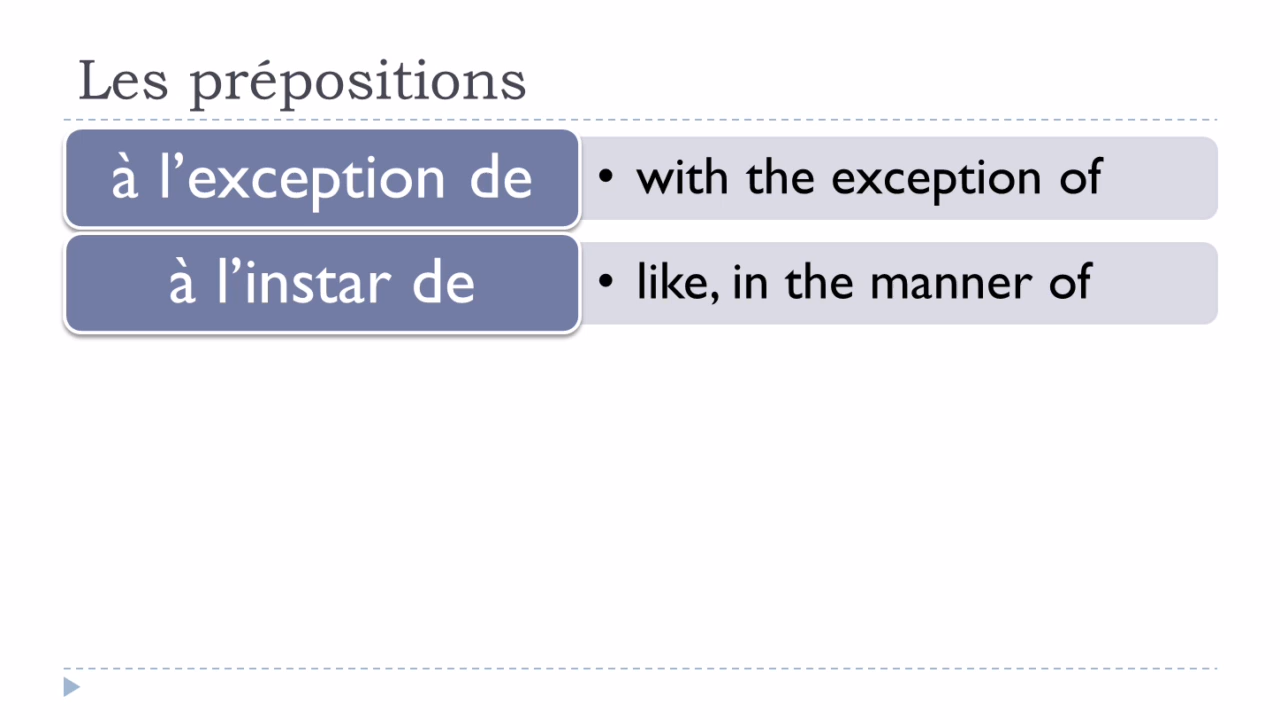 Les prépositions
à l’exception de
• with the exception of
à l’instar de
• like, in the manner of